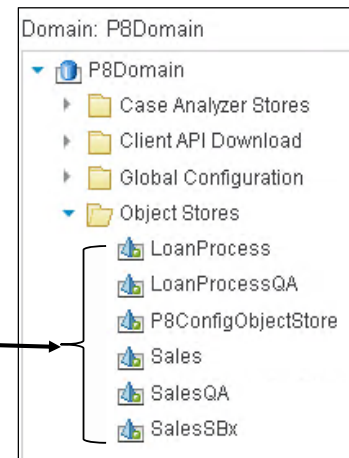 Domain: P8Domain
P8Domain
Case Analyzer Stores
Client API Download
Global Configuration
Object Stores
LoanProcess
LoanProcessQA
P8ConfigObjectStore
Sales
SalesQA
SalesSBx